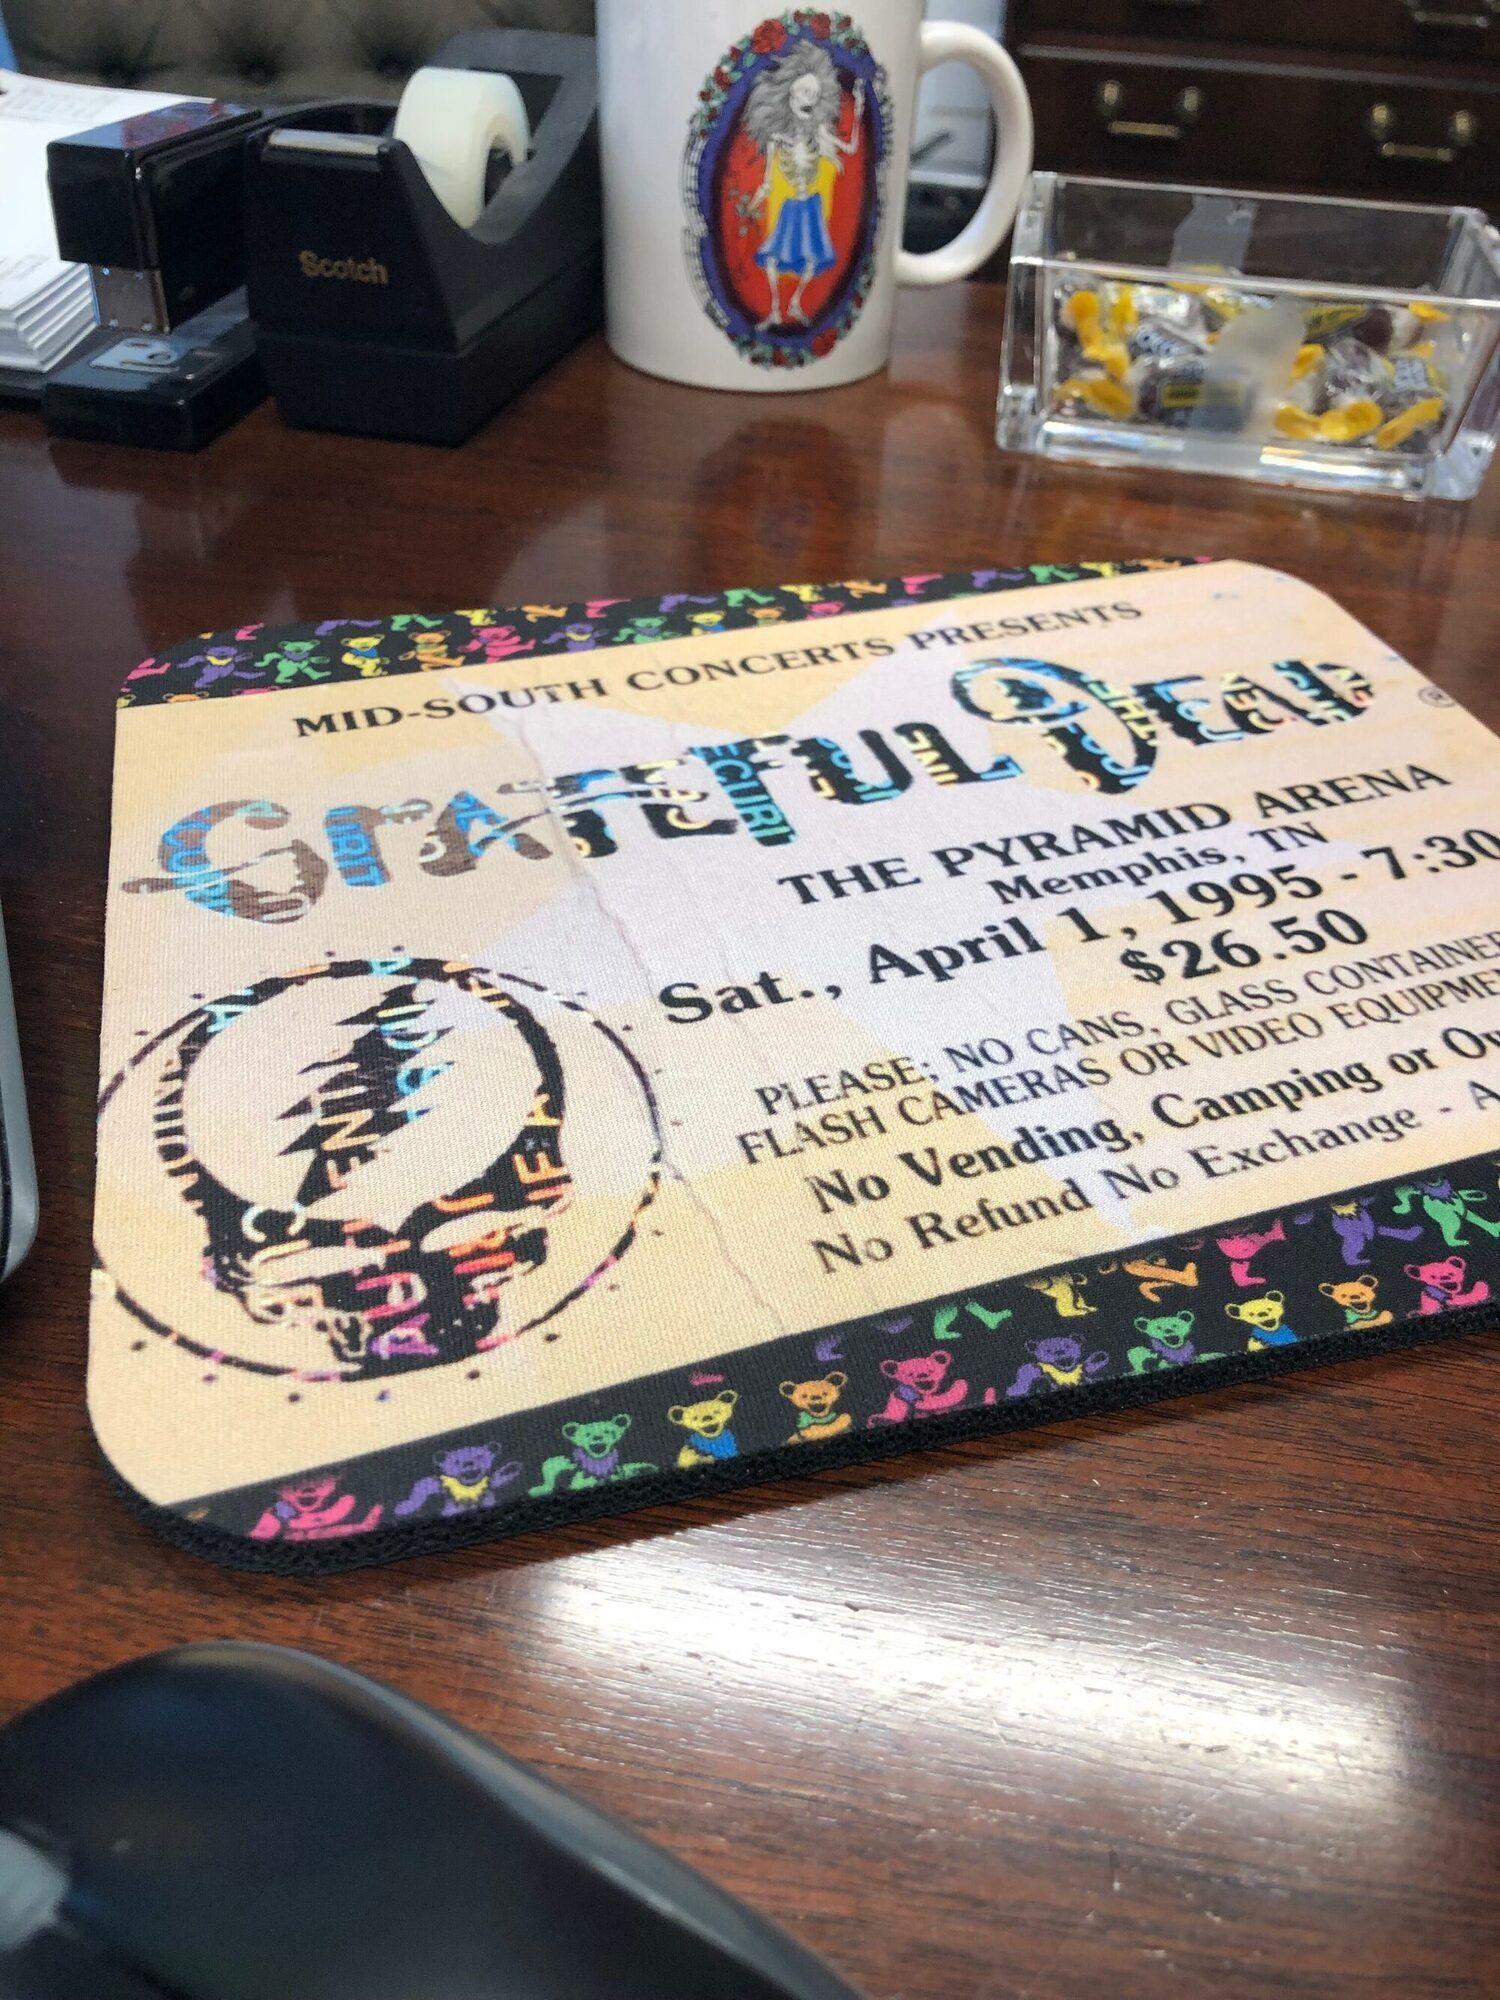 Scotch
MID-SOUTH CONCERTS PRESENTS
GRATEFUL DEAD ®
THE PYRAMID ARENA
Memphis, TN
Sat., April 1, 1995 - 7:30
$26.50
PLEASE; NO CANS, GLASS CONTAINER
FLASH CAMERAS OR VIDEO EQUIPME
No Vending, Camping or Ou
No Refund No Exchange - A